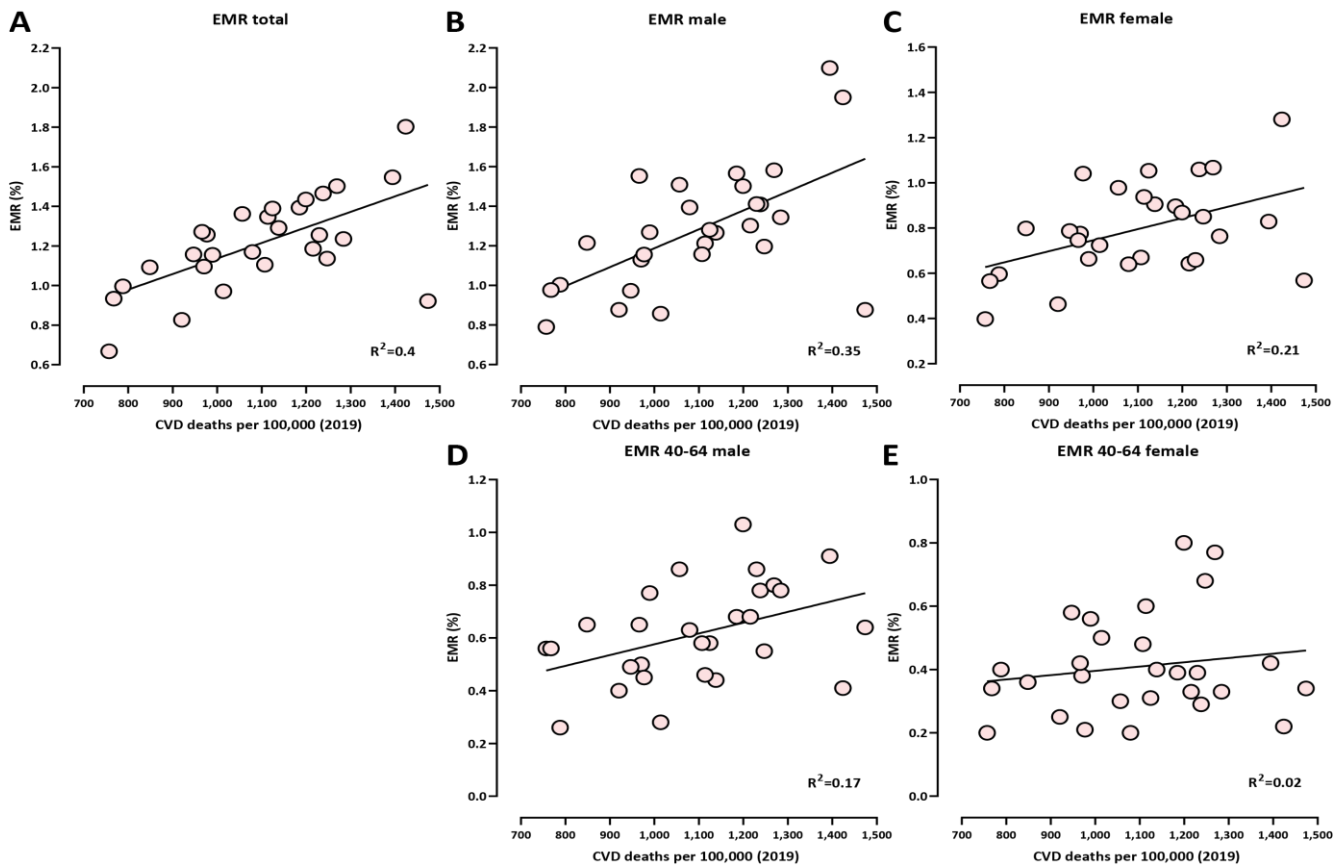 A
EMR total
EMR (%)
2.2
2.0
1.8
1.6
1.4
1.2
1.0
0.8
0.6
R²=0.4
700 800 900 1,000 1,100 1,200 1,300 1,400 1,500
CVD deaths per 100,000 (2019)
B
EMR male
EMR (%)
2.2
2.0
1.8
1.6
1.4
1.2
1.0
0.8
0.6
R²=0.35
700 800 900 1,000 1,100 1,200 1,300 1,400 1,500
CVD deaths per 100,000 (2019)
C
EMR female
EMR (%)
1.6
1.4
1.2
1.0
0.8
0.6
0.4
0.2
R²=0.21
700 800 900 1,000 1,100 1,200 1,300 1,400 1,500
CVD deaths per 100,000 (2019)
D
EMR 40-64 male
EMR (%)
1.2
1.0
0.8
0.6
0.4
0.2
0.0
R²=0.17
700 800 900 1,000 1,100 1,200 1,300 1,400 1,500
CVD deaths per 100,000 (2019)
E
EMR 40-64 female
EMR (%)
1.0
0.8
0.6
0.4
0.2
0.0
R²=0.02
700 800 900 1,000 1,100 1,200 1,300 1,400 1,500
CVD deaths per 100,000 (2019)